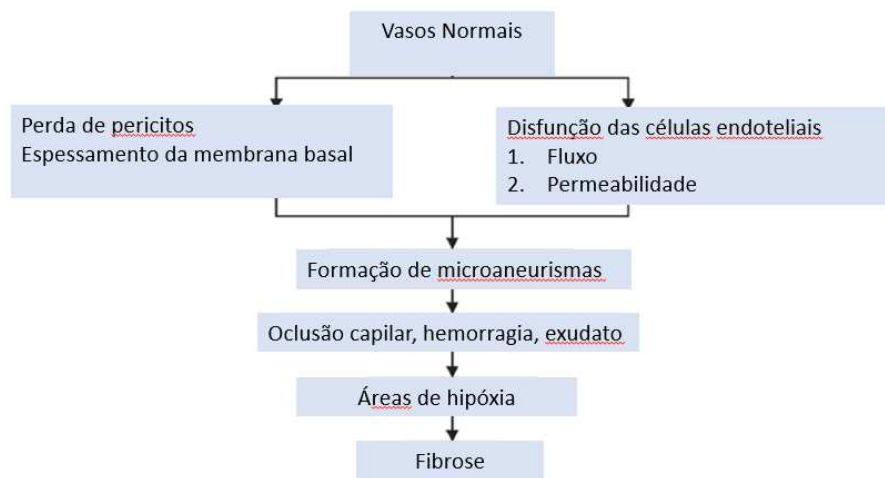 Vasos Normais
Perda de pericitos
Espessamento da membrana basal
Disfunção das células endoteliais
1. Fluxo
2. Permeabilidade
Formação de microaneurismas
Oclusão capilar, hemorragia, exudato
Áreas de hipóxia
Fibrose